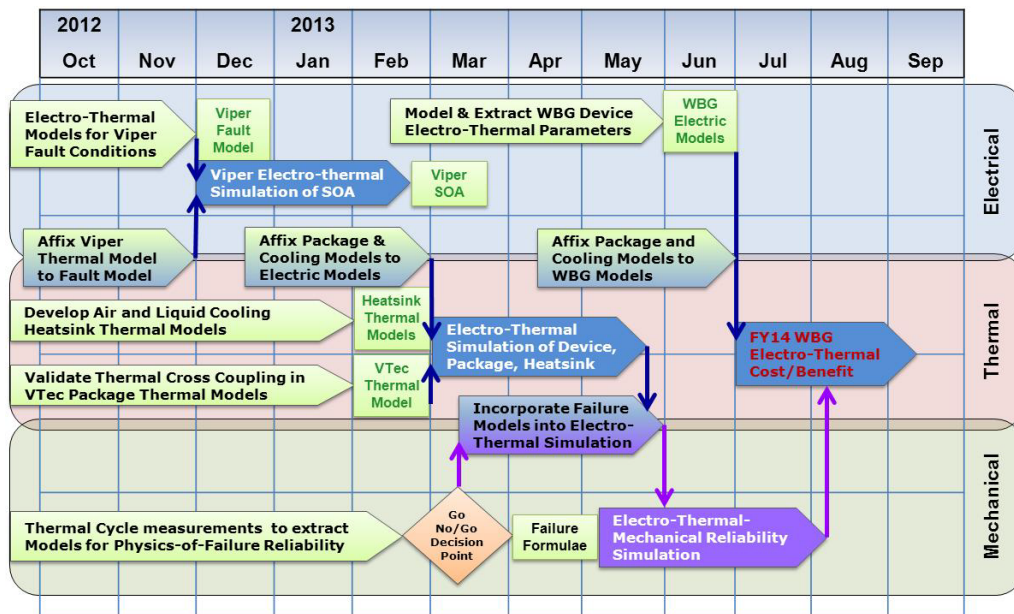 2012
2013
Oct Nov Dec Jan Feb Mar Apr May Jun Jul Aug Sep
Electro-Thermal
Models for Viper
Fault Conditions
Viper
Fault
Model
Model & Extract WBG Device
Electro-Thermal Parameters
WBG
Electric
Models
Viper Electro-thermal
Simulation of SOA
Viper
SOA
Electrical
Affix Viper
Thermal Model
to Fault Model
Affix Package &
Cooling Models to
Electric Models
Affix Package and
Cooling Models to
WBG Models
Develop Air and Liquid Cooling
Heatsink Thermal Models
Heatsink
Thermal
Models
Electro-Thermal
Simulation of Device,
Package, Heatsink
FY14 WBG
Electro-Thermal
Cost/Benefit
Thermal
Validate Thermal Cross Coupling in
VTec Package Thermal Models
VTec
Thermal
Model
Incorporate Failure
Models into Electro-
Thermal Simulation
Thermal Cycle measurements to extract
Models for Physics-of-Failure Reliability
Go
No/Go
Decision
Point
Failure
Formulae
Electro-Thermal-
Mechanical Reliability
Simulation
Mechanical